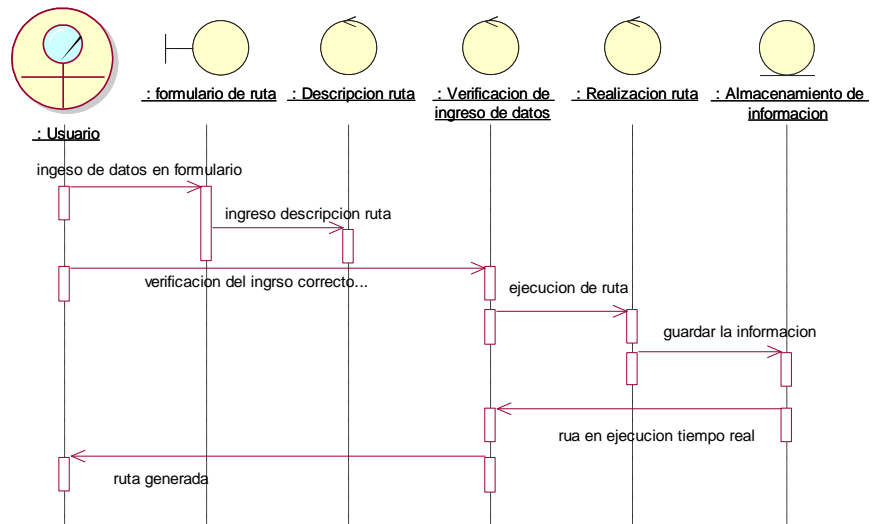 : formulario de ruta
: Descripcion ruta
: Verificacion de
ingreso de datos
: Realizacion ruta
: Almacenamiento de
informacion
: Usuario
ingeso de datos en formulario
ingreso descripcion ruta
verificacion del ingrso correcto...
ejecucion de ruta
guardar la informacion
rua en ejecucion tiempo real
ruta generada